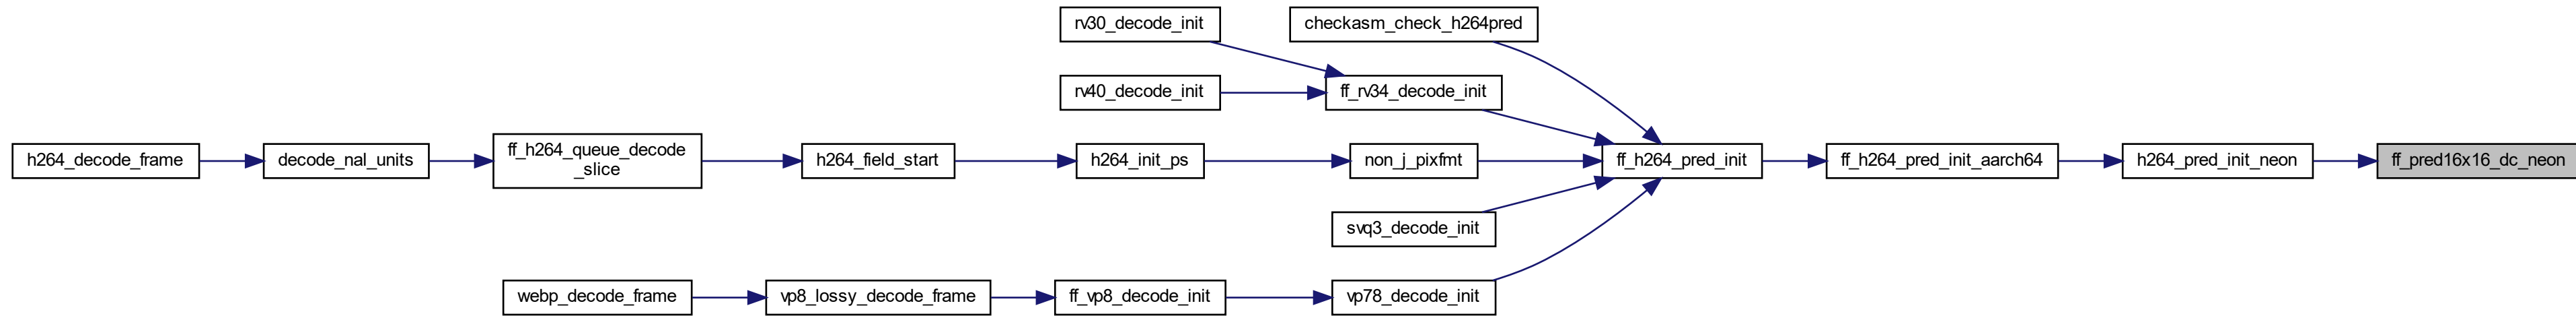 rv30_decode_init
checkasm_check_h264pred
rv40_decode_init
ff_rv34_decode_init
h264_decode_frame
decode_nal_units
ff_h264_queue_decode
_slice
h264_field_start
h264_init_ps
non_j_pixfmt
ff_h264_pred_init
ff_h264_pred_init_aarch64
h264_pred_init_neon
ff_pred16x16_dc_neon
svq3_decode_init
webp_decode_frame
vp8_lossy_decode_frame
ff_vp8_decode_init
vp78_decode_init